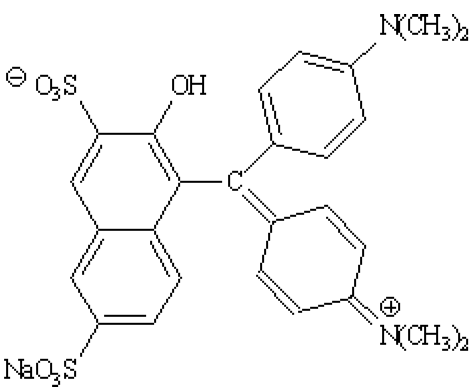 N(CH₃)₂
⊖ O₃S OH
C
⊕
N(CH₃)₂
NaO₃S